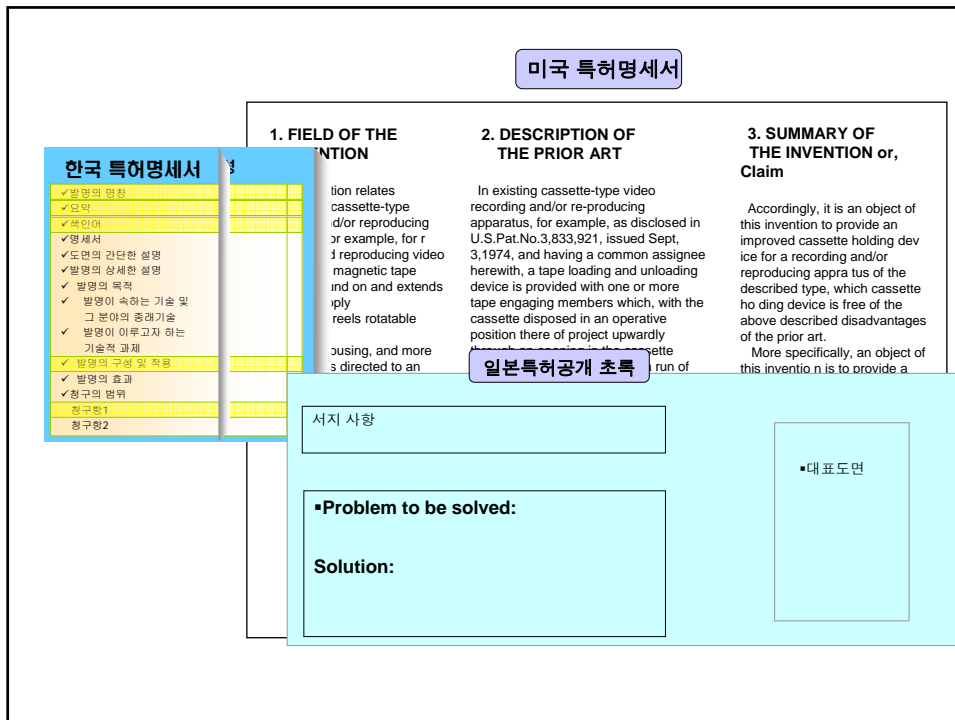 미국 특허명세서
1. FIELD OF THE
NTION
tion relates
cassette-type
d/or reproducing
or example, for r
d reproducing video
magnetic tape
und on and extends
pply
reels rotatable
ousing, and more
s directed to an
2. DESCRIPTION OF
THE PRIOR ART
In existing cassette-type video
recording and/or re-producing
apparatus, for example, as disclosed in
U.S.Pat.No.3,833,921, issued Sept,
3,1974, and having a common assignee
herewith, a tape loading and unloading
device is provided with one or more
tape engaging members which, with the
cassette disposed in an operative
position there of project upwardly
through an opening in the cassette
run of
3. SUMMARY OF
THE INVENTION or,
Claim
Accordingly, it is an object of
this invention to provide an
improved cassette holding dev
ice for a recording and/or
reproducing appra tus of the
described type, which cassette
ho ding device is free of the
above described disadvantages
of the prior art.
More specifically, an object of
this inventio n is to provide a
한국 특허명세서
✓발명의 명칭
✓요약
✓색인어
✓명세서
✓도면의 간단한 설명
✓발명의 상세한 설명
✓ 발명의 목적
✓ 발명이 속하는 기술 및
그 분야의 종래기술
✓ 발명이 이루고자 하는
기술적 과제
✓ 발명의 구성 및 작용
✓ 발명의 효과
✓청구의 범위
청구항1
청구항2
일본특허공개 초록
서지 사항
▪Problem to be solved:
Solution:
▪대표도면